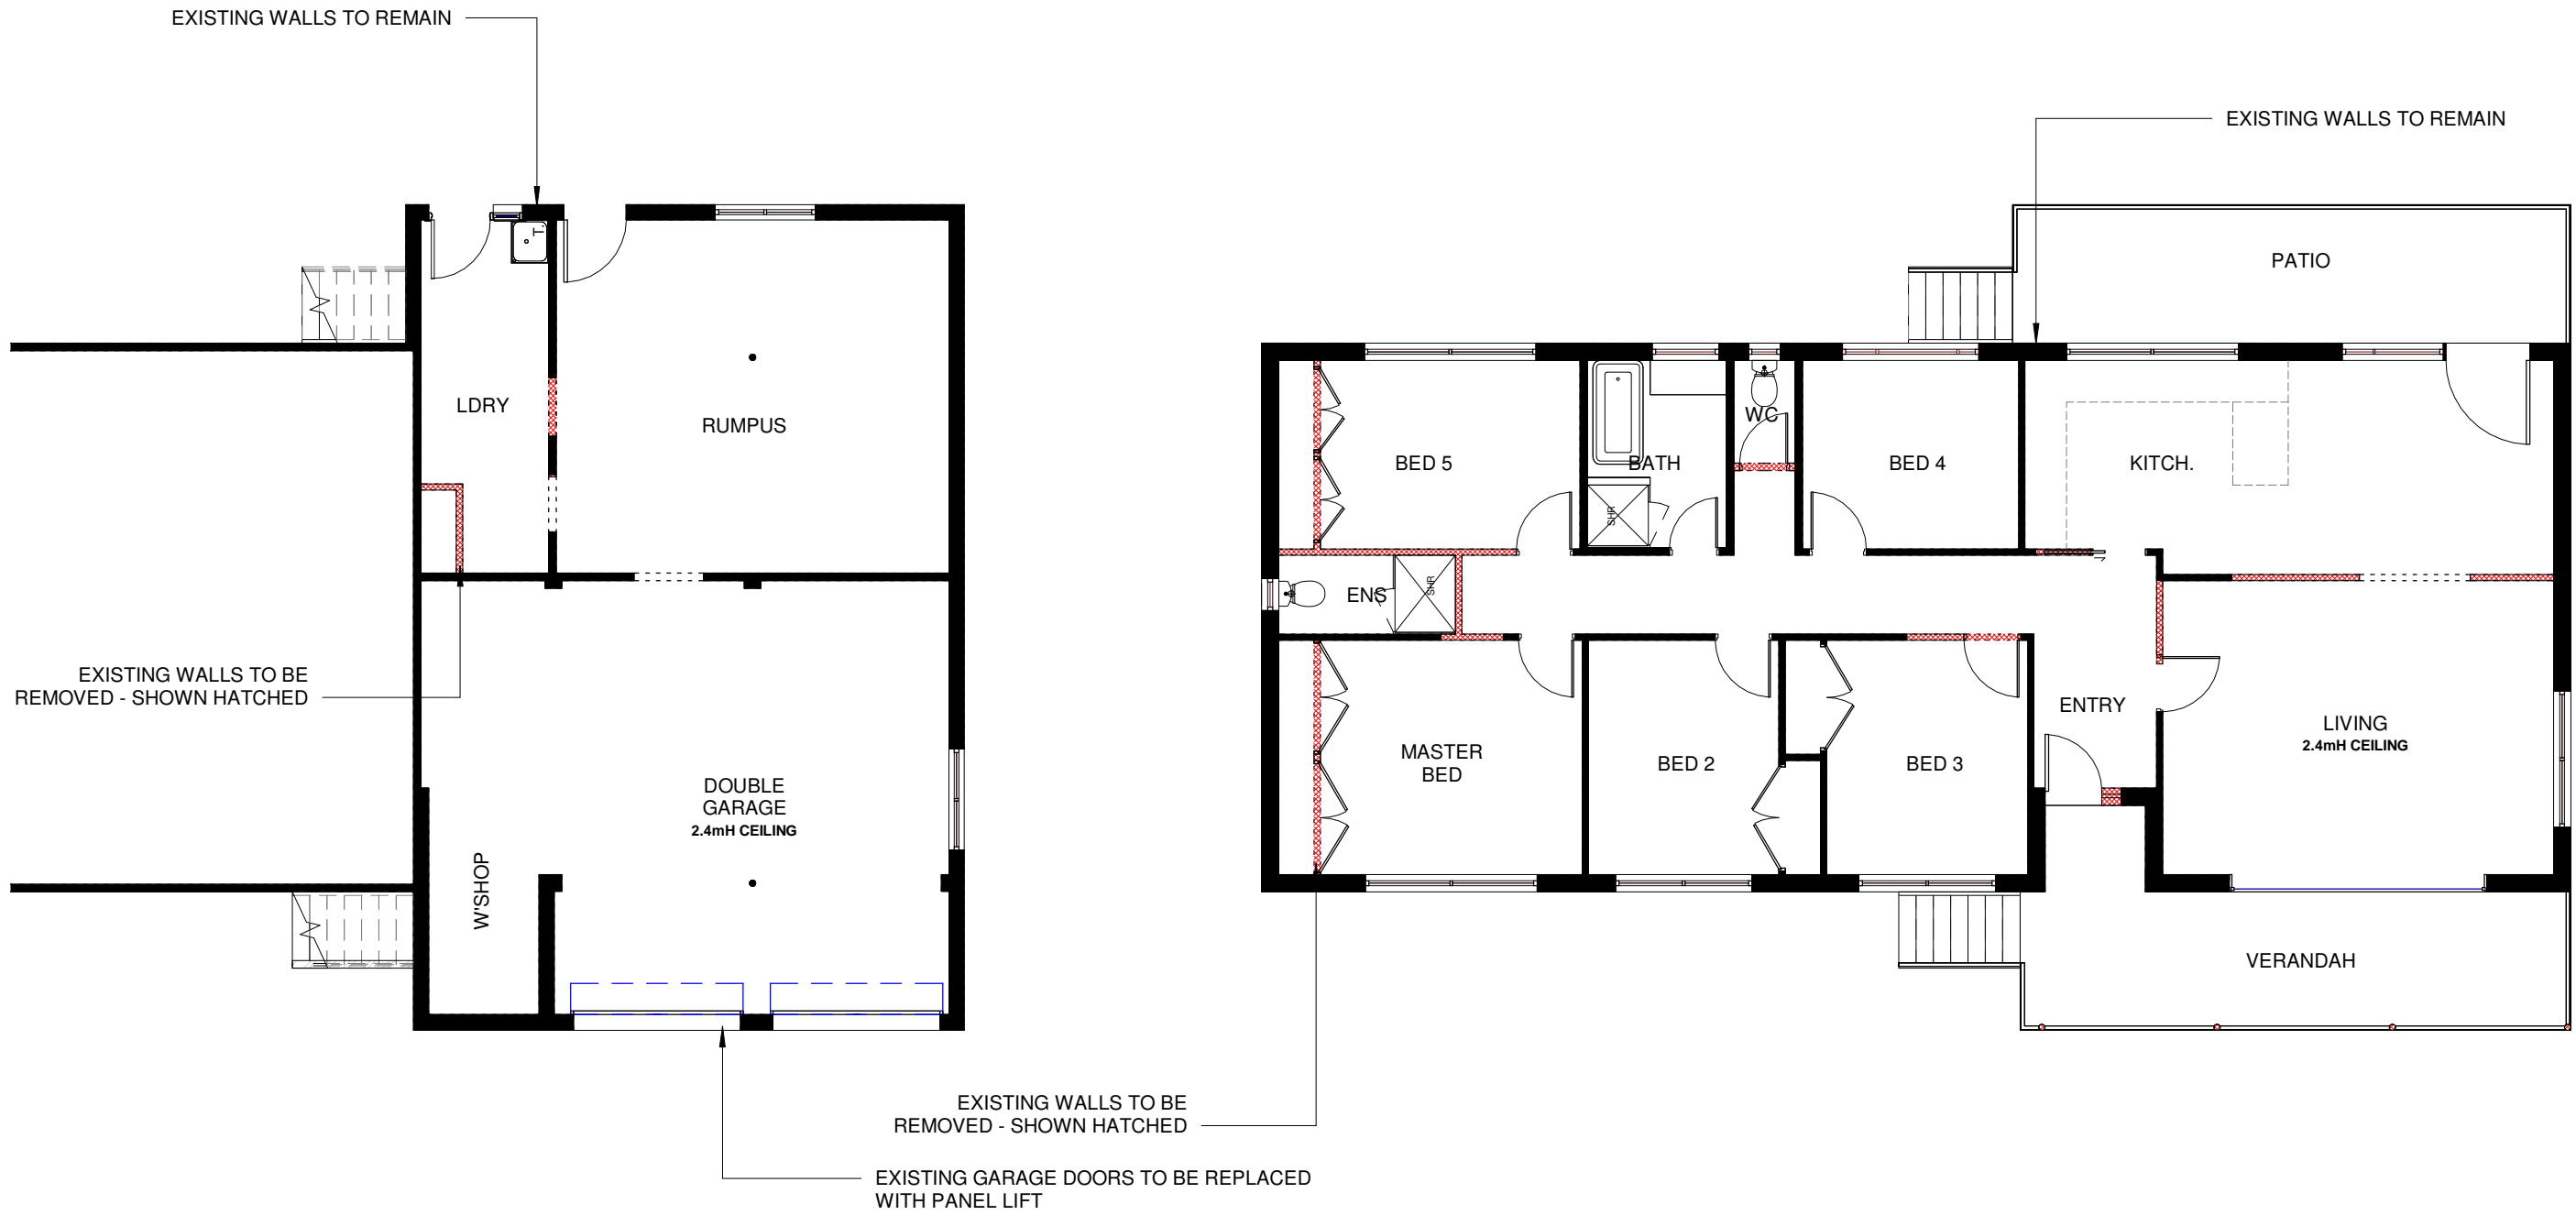 EXISTING WALLS TO REMAIN
T.
LDRY
RUMPUS
EXISTING WALLS TO BE
REMOVED - SHOWN HATCHED
DOUBLE
GARAGE
2.4mH CEILING
W'SHOP
EXISTING GARAGE DOORS TO BE REPLACED
WITH PANEL LIFT
EXISTING WALLS TO REMAIN
PATIO
BED 5
BATH
SHR
WC
BED 4
KITCH.
ENS
SHR
MASTER
BED
BED 2
BED 3
ENTRY
LIVING
2.4mH CEILING
VERANDAH
EXISTING WALLS TO BE
REMOVED - SHOWN HATCHED